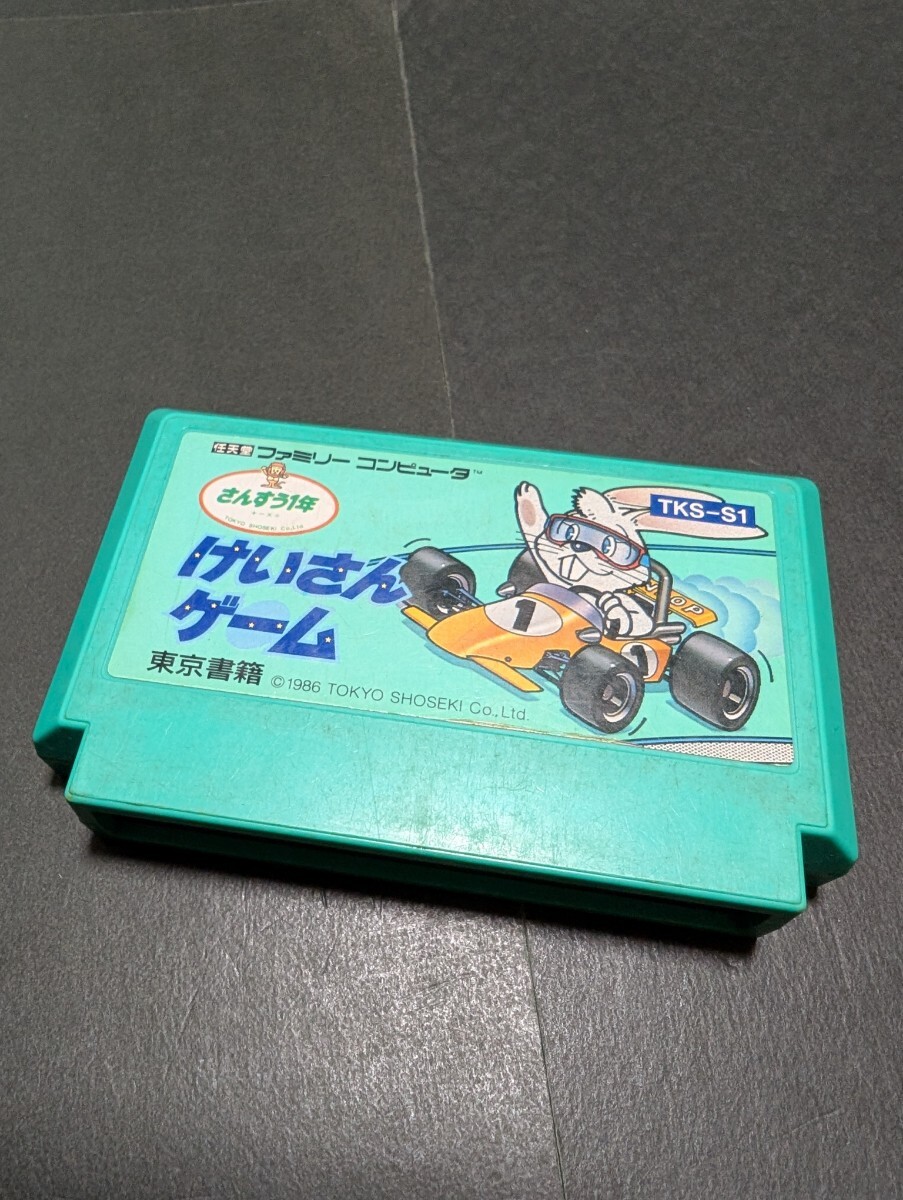 任天堂 ファミリー コンピュータ™
さんすう1年
TOKYO SHOSEKI Co.,Ltd.
TKS-S1
けいさん
ゲーム
1
1
東京書籍 ©1986 TOKYO SHOSEKI Co.,Ltd.